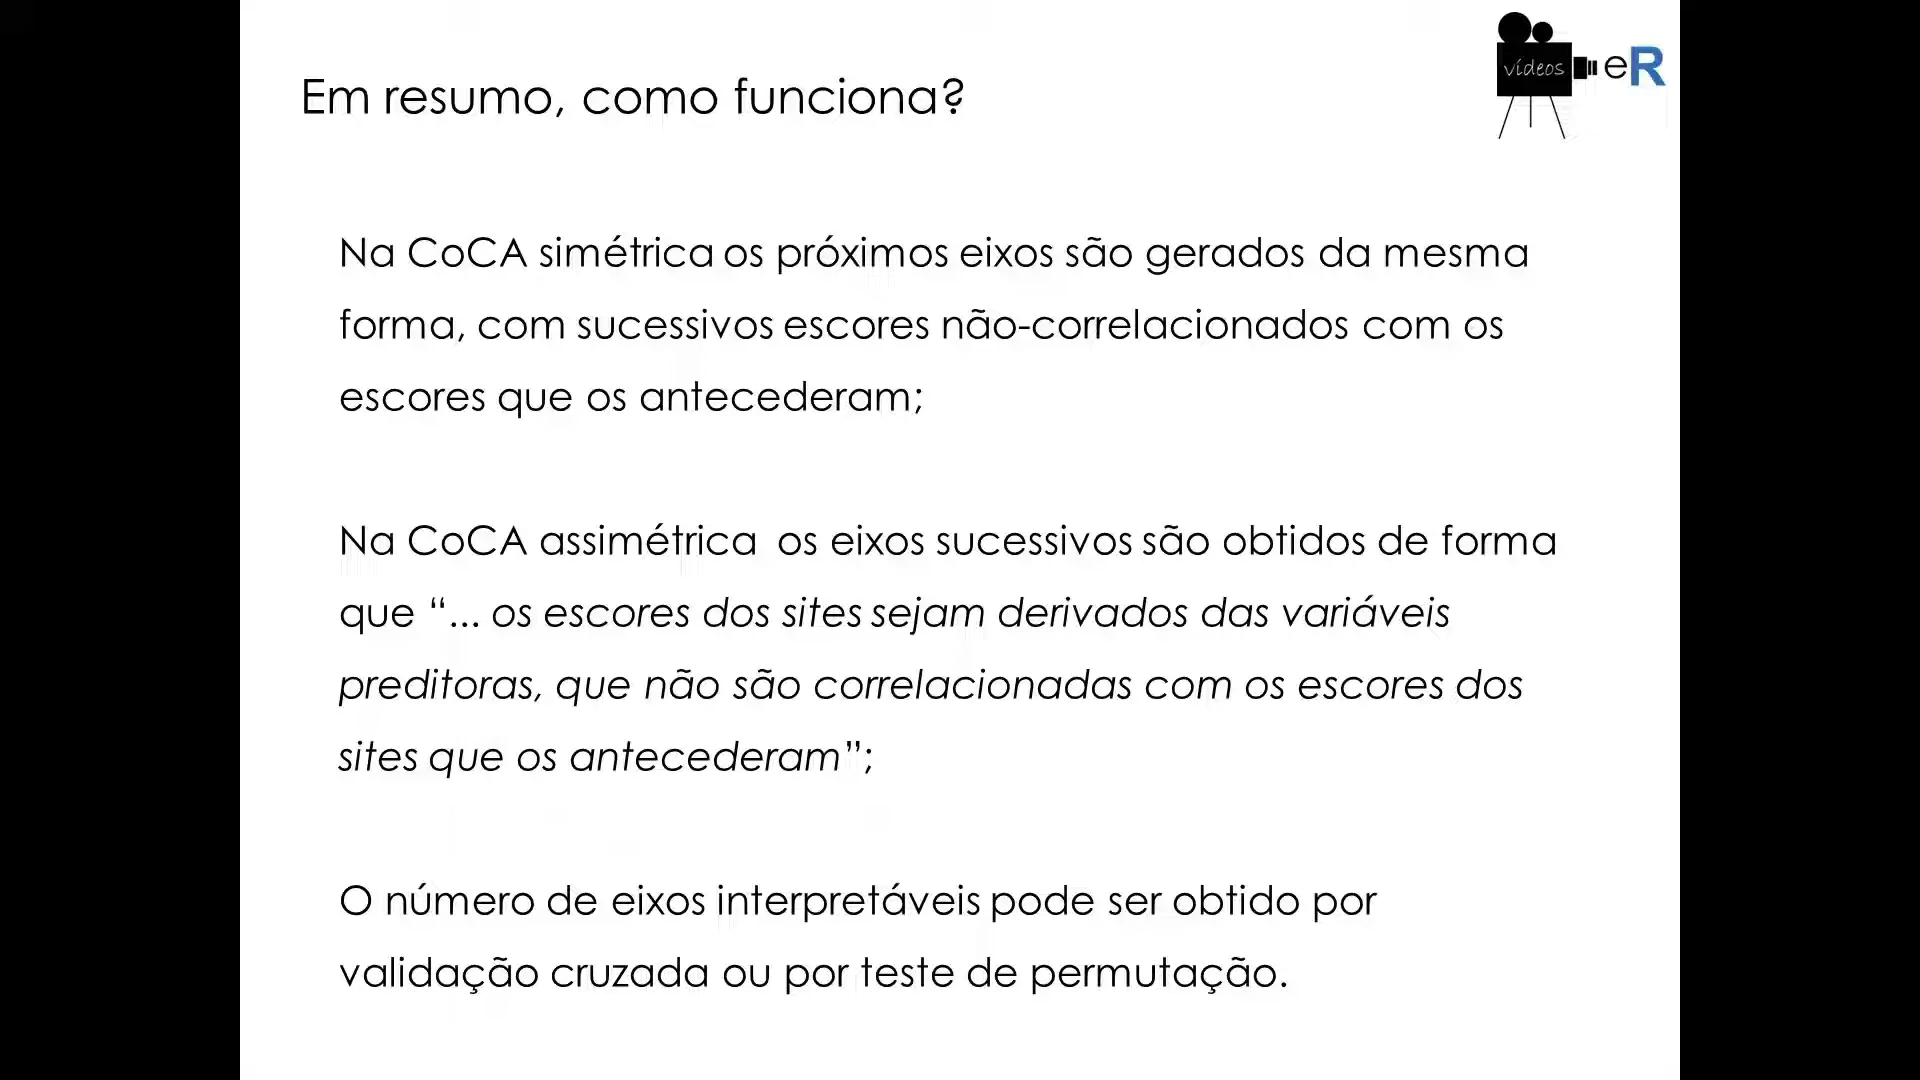 vídeos eR
Em resumo, como funciona?
Na CoCA simétrica os próximos eixos são gerados da mesma
forma, com sucessivos escores não-correlacionados com os
escores que os antecederam;
Na CoCA assimétrica os eixos sucessivos são obtidos de forma
que “... os escores dos sites sejam derivados das variáveis
preditoras, que não são correlacionadas com os escores dos
sites que os antecederam”;
O número de eixos interpretáveis pode ser obtido por
validação cruzada ou por teste de permutação.